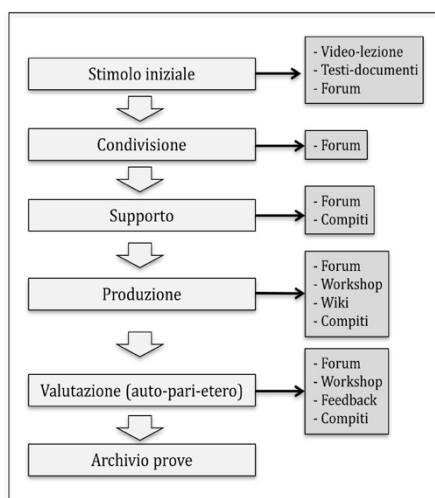 Stimolo iniziale
- Video-lezione
- Testi-documenti
- Forum
Condivisione
- Forum
Supporto
- Forum
- Compiti
Produzione
- Forum
- Workshop
- Wiki
- Compiti
Valutazione (auto-pari-etero)
- Forum
- Workshop
- Feedback
- Compiti
Archivio prove